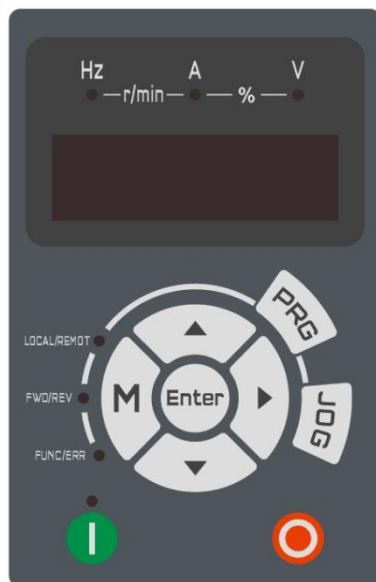 Hz A V
r/min %
PRG
LOCAL/REMOT
JOG
FWD/REV
M Enter
FUNC/ERR